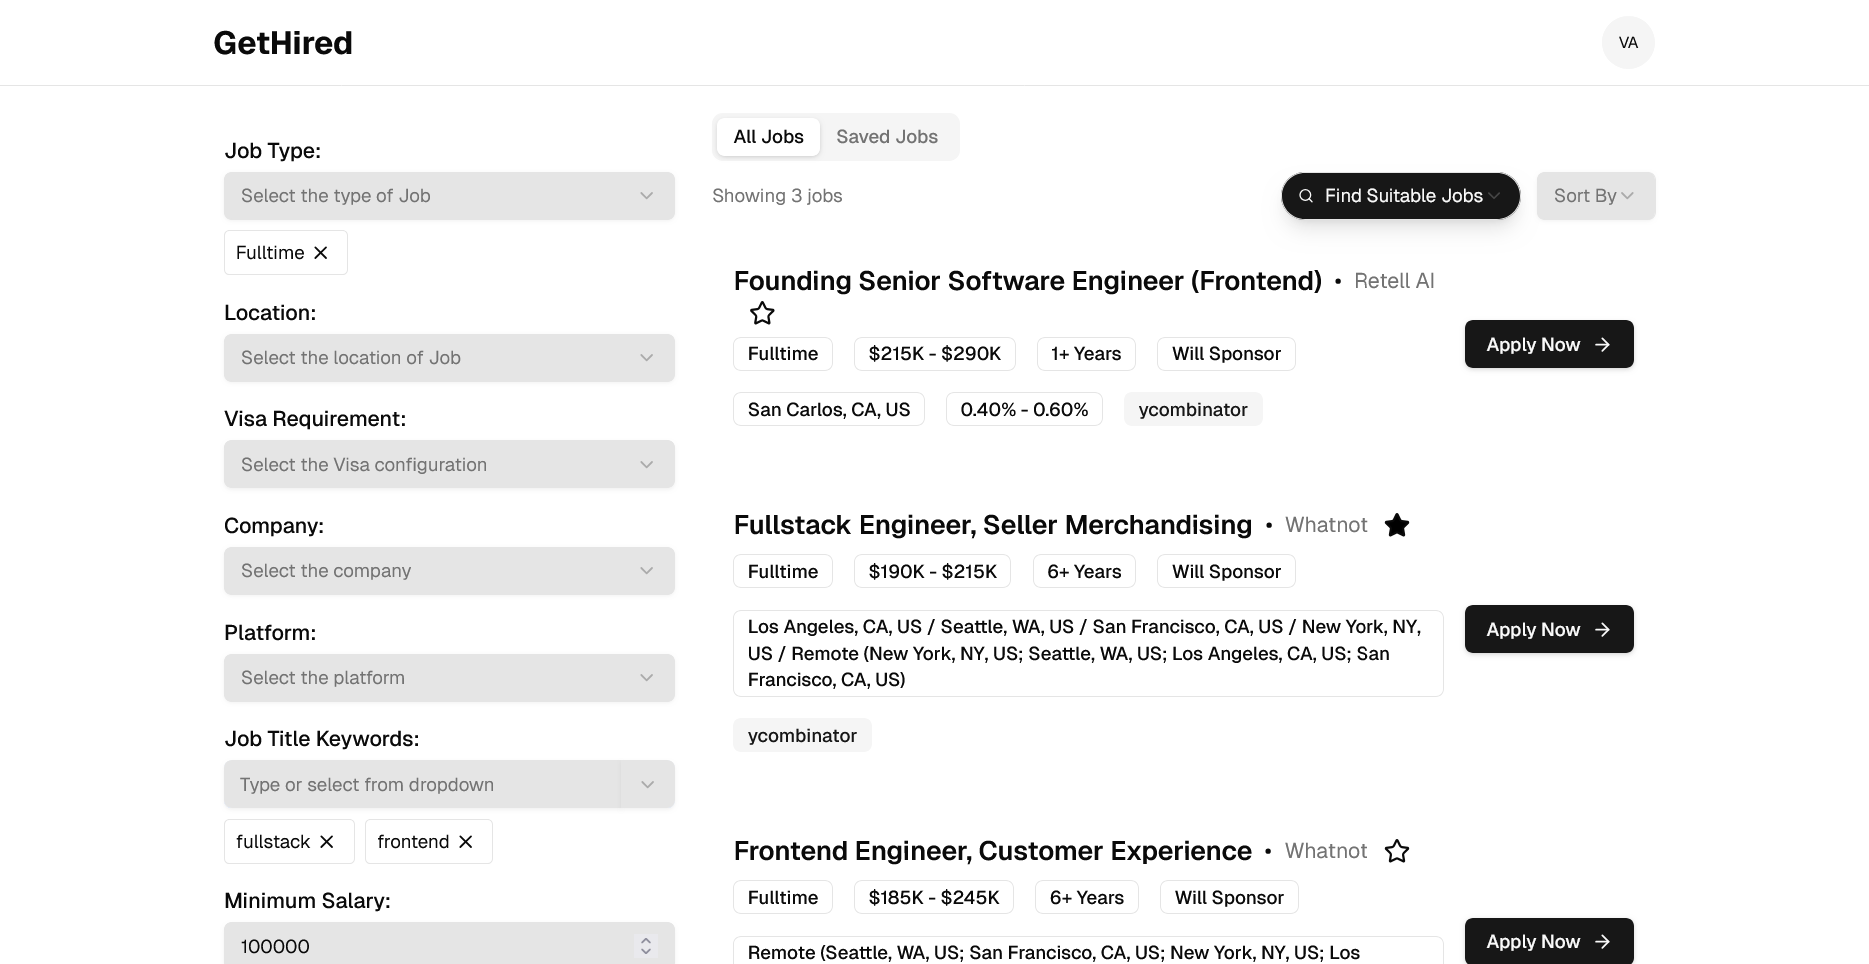 GetHired
VA
Job Type:
Select the type of Job
Fulltime
Location:
Select the location of Job
Visa Requirement:
Select the Visa configuration
Company:
Select the company
Platform:
Select the platform
Job Title Keywords:
Type or select from dropdown
fullstack
frontend
Minimum Salary:
100000
All Jobs
Saved Jobs
Showing 3 jobs
Find Suitable Jobs
Sort By
Founding Senior Software Engineer (Frontend) • Retell AI
Fulltime
$215K - $290K
1+ Years
Will Sponsor
San Carlos, CA, US
0.40% - 0.60%
ycombinator
Apply Now
Fullstack Engineer, Seller Merchandising • Whatnot
Fulltime
$190K - $215K
6+ Years
Will Sponsor
Los Angeles, CA, US / Seattle, WA, US / San Francisco, CA, US / New York, NY,
US / Remote (New York, NY, US; Seattle, WA, US; Los Angeles, CA, US; San
Francisco, CA, US)
ycombinator
Apply Now
Frontend Engineer, Customer Experience • Whatnot
Fulltime
$185K - $245K
6+ Years
Will Sponsor
Remote (Seattle, WA, US; San Francisco, CA, US; New York, NY, US; Los
Apply Now